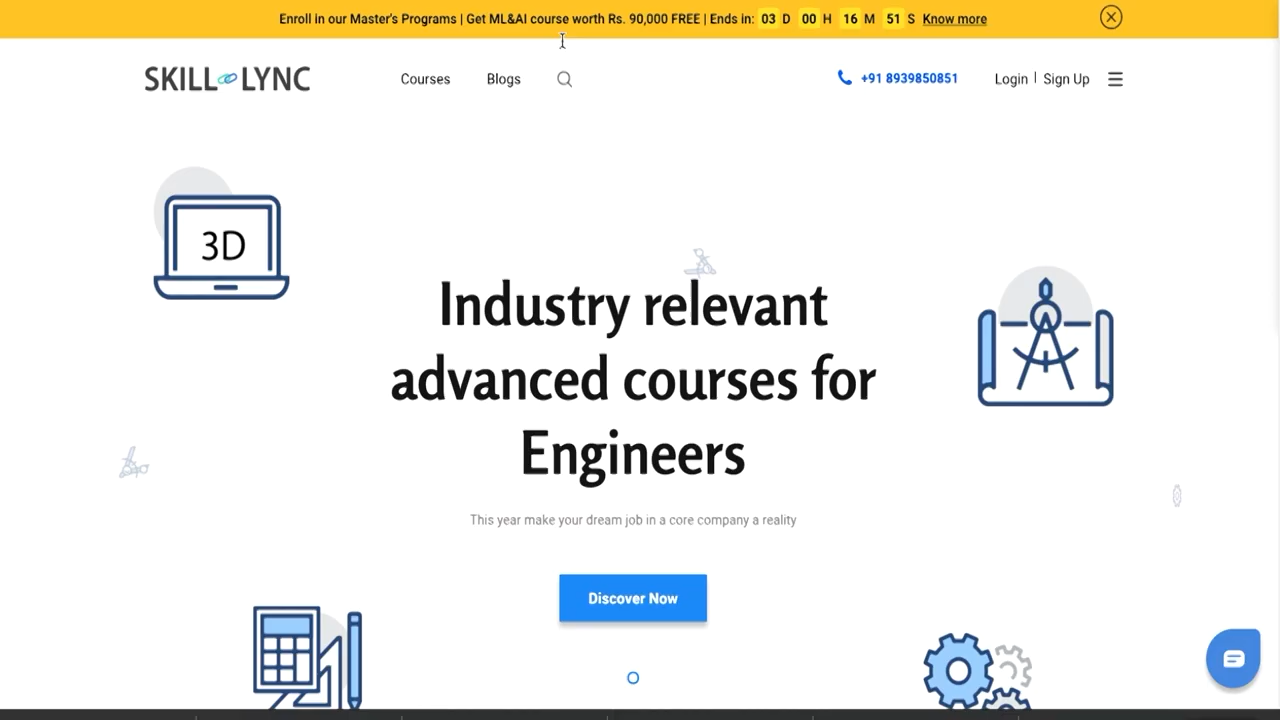 Enroll in our Master's Programs | Get ML&AI course worth Rs. 90,000 FREE | Ends in: 03 D 00 H 16 M 51 S Know more
SKILL LYNC Courses Blogs +91 8939850851 Login | Sign Up
3D
Industry relevant
advanced courses for
Engineers
This year make your dream job in a core company a reality
Discover Now